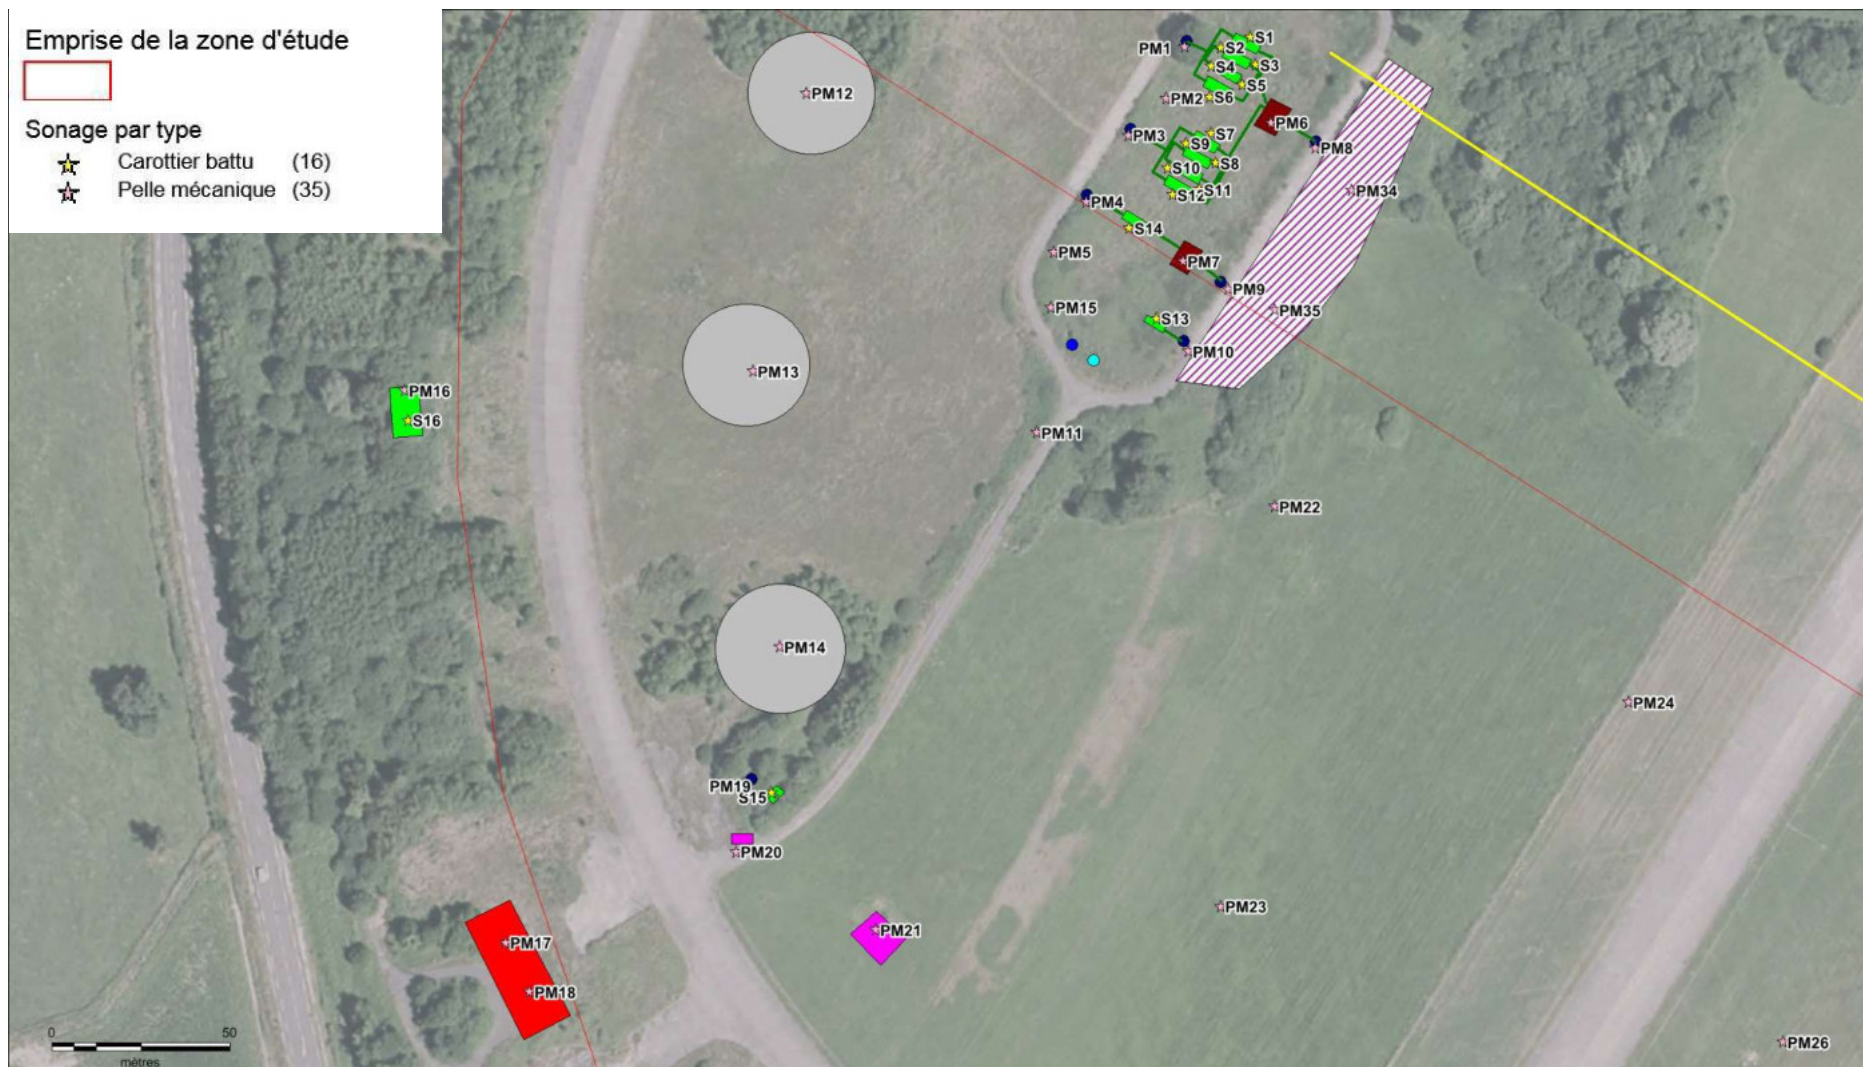 Emprise de la zone d'étude
Sonage par type
Carottier battu (16)
Pelle mécanique (35)
PM1
S1
S2
S3
S4
S5
S6
PM2
PM12
PM6
PM3
S7
PM8
S9
S8
S10
S11
S12
PM34
PM4
S14
PM5
PM7
PM9
PM15
PM35
S13
PM10
PM13
PM16
S16
PM11
PM22
PM14
PM24
PM19
S15
PM20
PM23
PM21
PM17
PM18
0 50
mètres
PM26